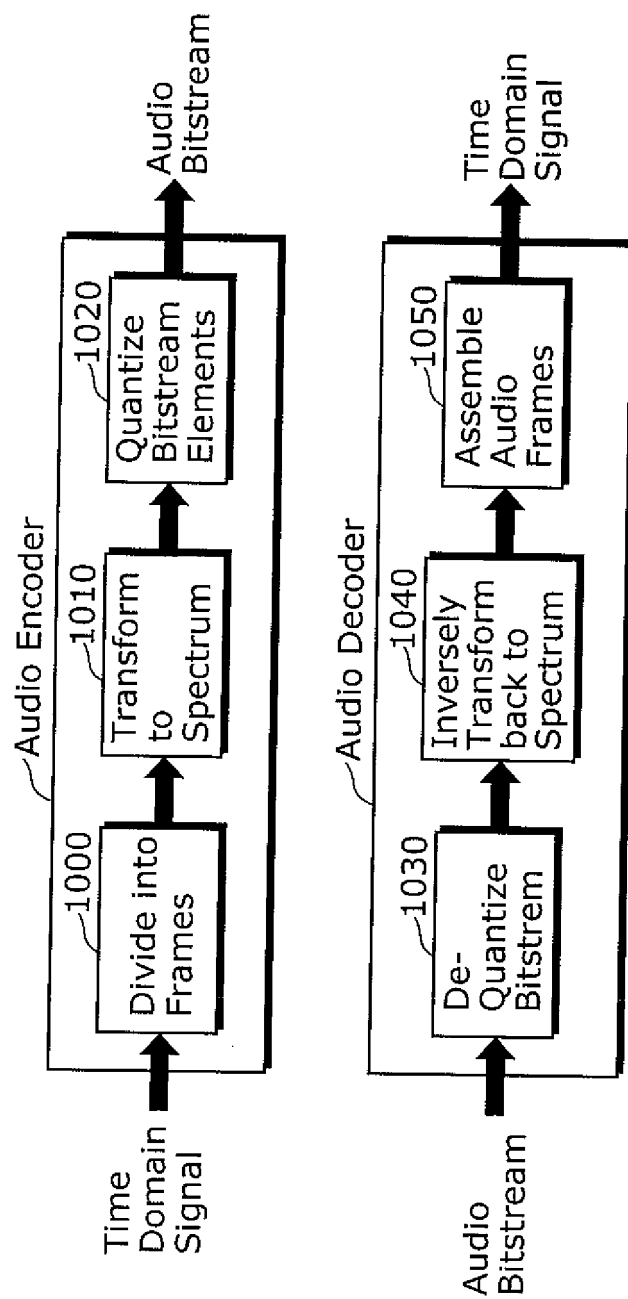 Audio Encoder
Time
Domain
Signal
1000
Divide into
Frames
1010
Transform
to
Spectrum
1020
Quantize
Bitstream
Elements
Audio
Bitstream
Audio Decoder
Audio
Bitstream
1030
De-
Quantize
Bitstrem
1040
Inversely
Transform
back to
Spectrum
1050
Assemble
Audio
Frames
Time
Domain
Signal